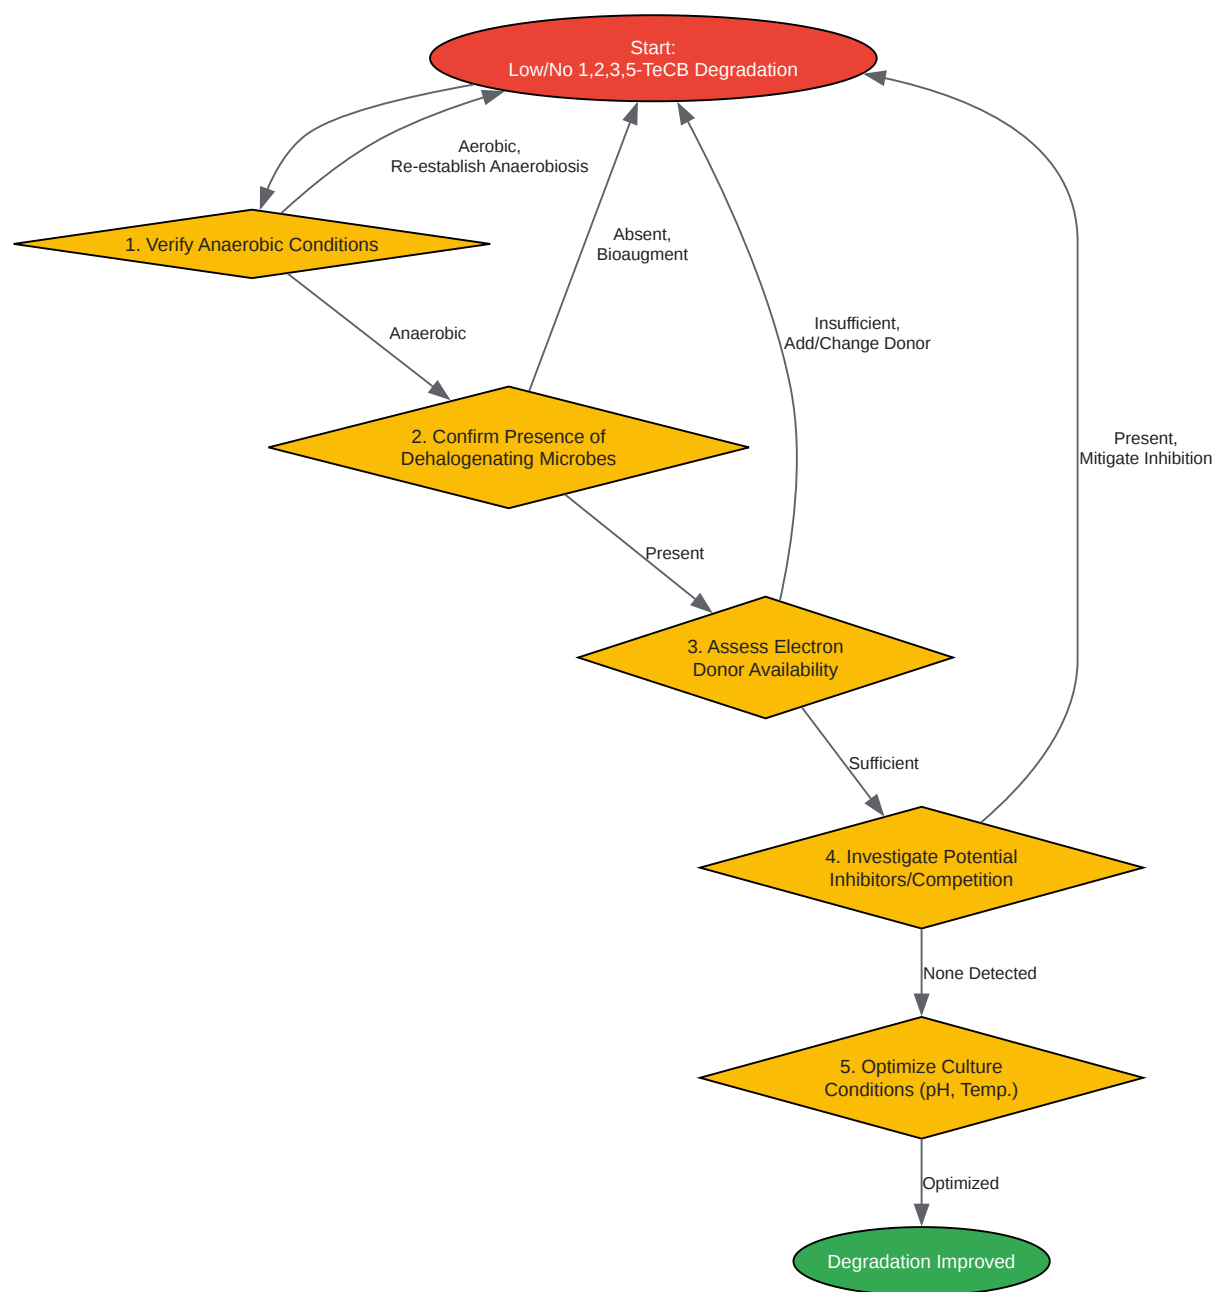 Start:
Low/No 1,2,3,5-TeCB Degradation
Aerobic,
Re-establish Anaerobiosis
1. Verify Anaerobic Conditions
Absent,
Bioaugment
Anaerobic
Insufficient,
Add/Change Donor
2. Confirm Presence of
Dehalogenating Microbes
Present,
Mitigate Inhibition
Present
3. Assess Electron
Donor Availability
Sufficient
4. Investigate Potential
Inhibitors/Competition
None Detected
5. Optimize Culture
Conditions (pH, Temp.)
Optimized
Degradation Improved